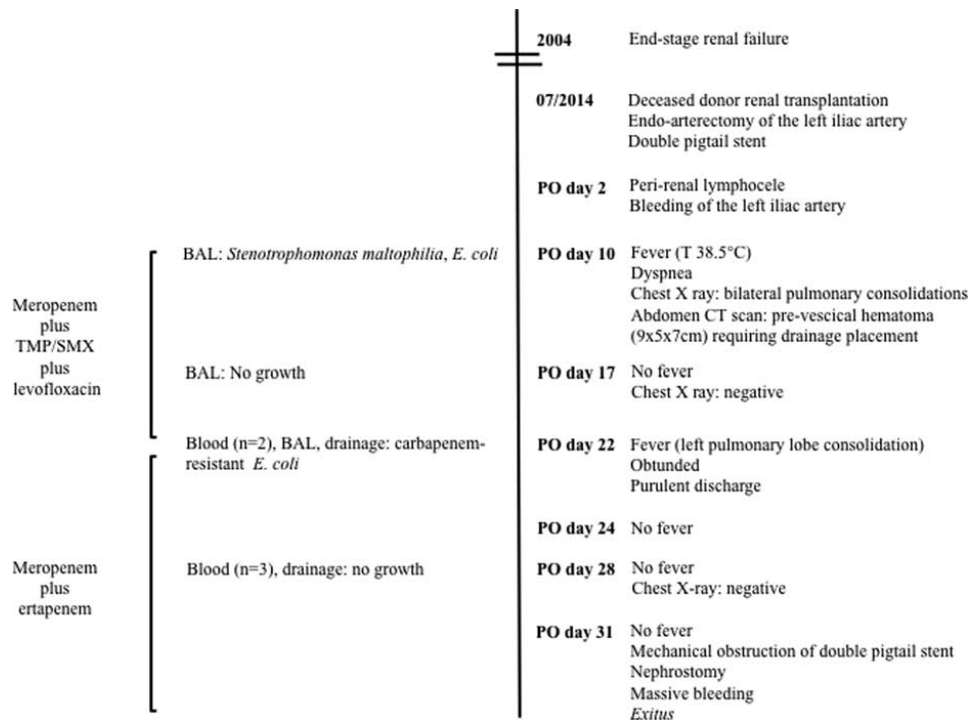 2004 End-stage renal failure
07/2014 Deceased donor renal transplantation
Endo-arterectomy of the left iliac artery
Double pigtail stent
PO day 2 Peri-renal lymphocele
Bleeding of the left iliac artery
BAL: Stenotrophomonas maltophilia, E. coli PO day 10 Fever (T 38.5°C)
Dyspnea
Chest X ray: bilateral pulmonary consolidations
Abdomen CT scan: pre-vescical hematoma
(9x5x7cm) requiring drainage placement
Meropenem
plus
TMP/SMX
plus
levofloxacin
BAL: No growth PO day 17 No fever
Chest X ray: negative
Blood (n=2), BAL, drainage: carbapenem-
resistant E. coli
PO day 22 Fever (left pulmonary lobe consolidation)
Obtunded
Purulent discharge
PO day 24 No fever
Meropenem
plus
ertapenem
Blood (n=3), drainage: no growth PO day 28 No fever
Chest X-ray: negative
PO day 31 No fever
Mechanical obstruction of double pigtail stent
Nephrostomy
Massive bleeding
Exitus